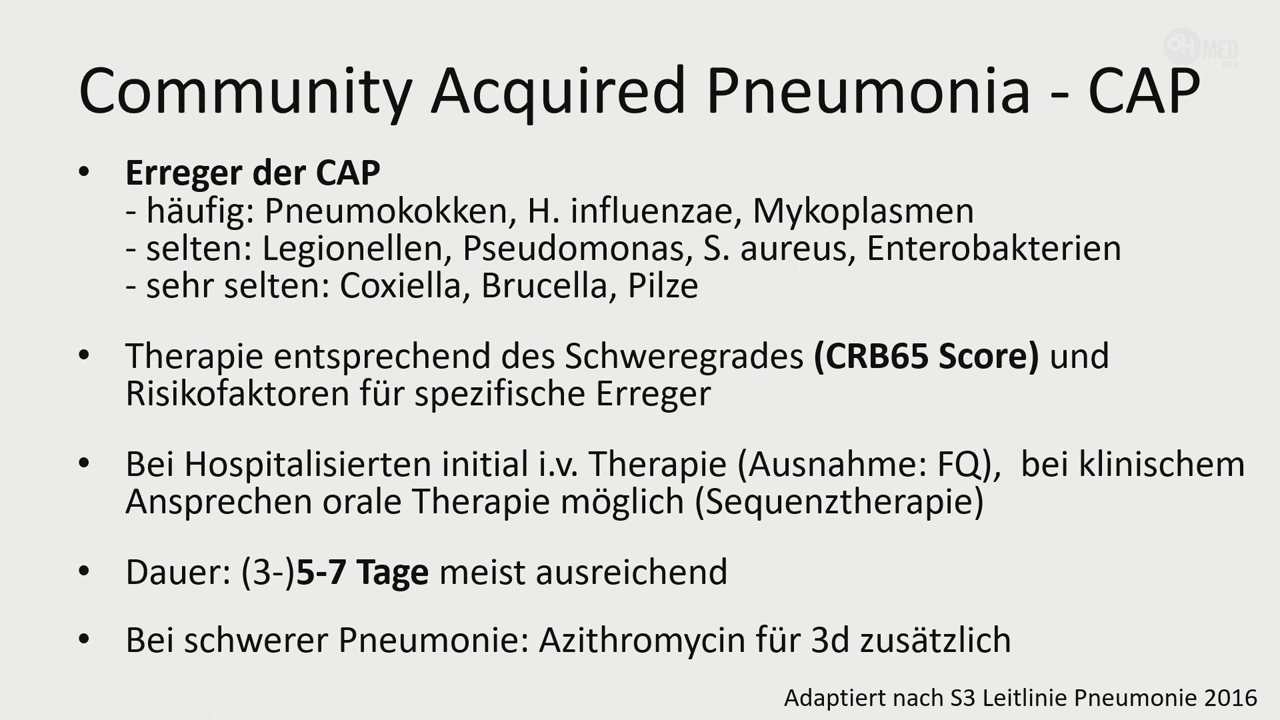 MED
Community Acquired Pneumonia - CAP
• Erreger der CAP
- häufig: Pneumokokken, H. influenzae, Mykoplasmen
- selten: Legionellen, Pseudomonas, S. aureus, Enterobakterien
- sehr selten: Coxiella, Brucella, Pilze
• Therapie entsprechend des Schweregrades (CRB65 Score) und
Risikofaktoren für spezifische Erreger
• Bei Hospitalisierten initial i.v. Therapie (Ausnahme: FQ), bei klinischem
Ansprechen orale Therapie möglich (Sequenztherapie)
• Dauer: (3-)5-7 Tage meist ausreichend
• Bei schwerer Pneumonie: Azithromycin für 3d zusätzlich
Adaptiert nach S3 Leitlinie Pneumonie 2016